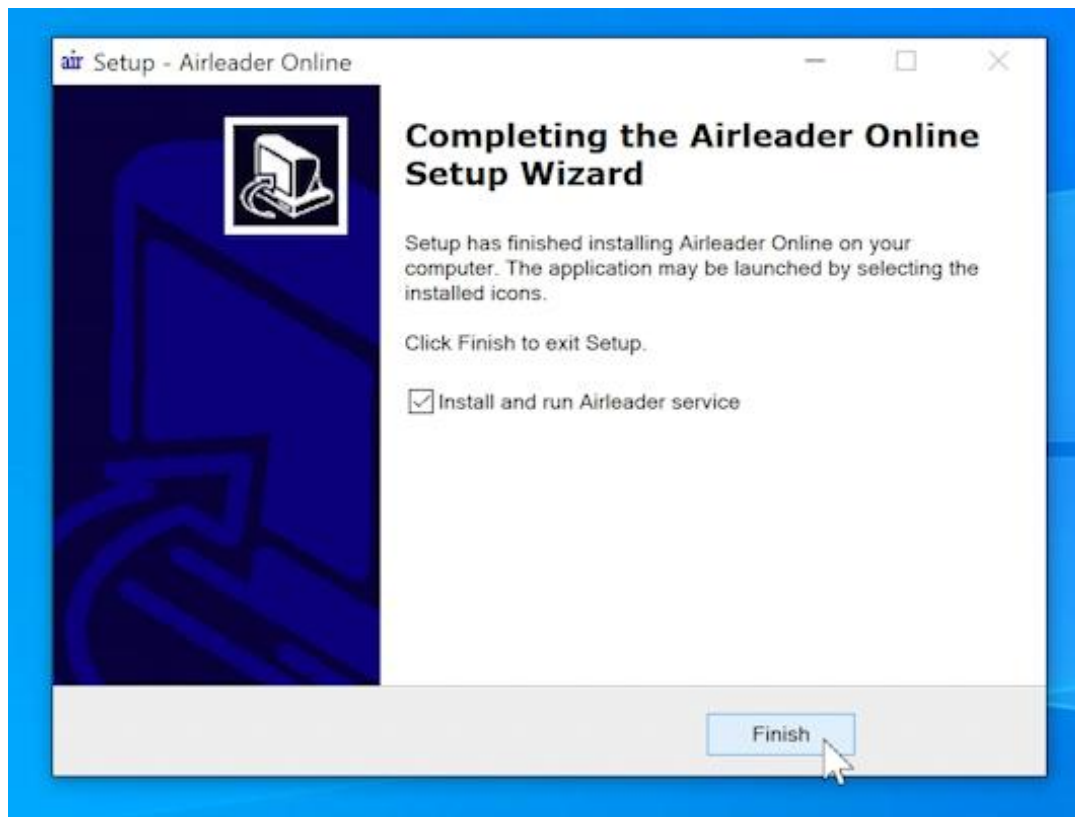 air Setup - Airleader Online
Completing the Airleader Online
Setup Wizard
Setup has finished installing Airleader Online on your
computer. The application may be launched by selecting the
installed icons.
Click Finish to exit Setup.
Install and run Airleader service
Finish